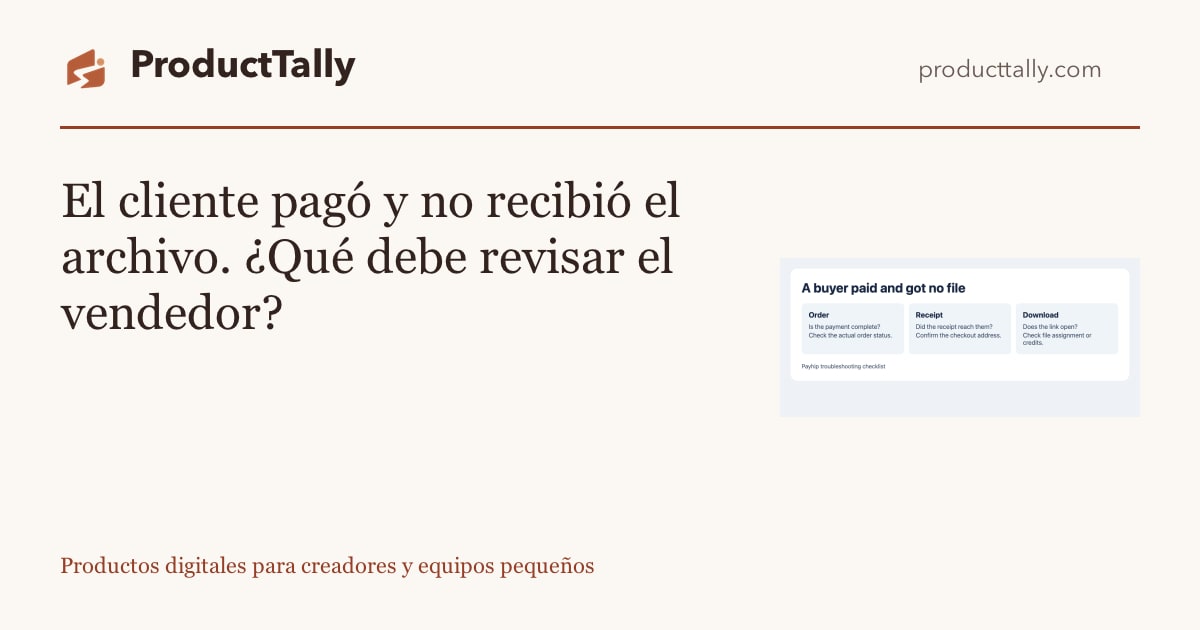 ProductTally
producttally.com
El cliente pagó y no recibió el
archivo. ¿Qué debe revisar el
vendedor?
A buyer paid and got no file
Order
Is the payment complete?
Check the actual order status.
Receipt
Did the receipt reach them?
Confirm the checkout address.
Download
Does the link open?
Check file assignment or
credits.
Payhip troubleshooting checklist
Productos digitales para creadores y equipos pequeños